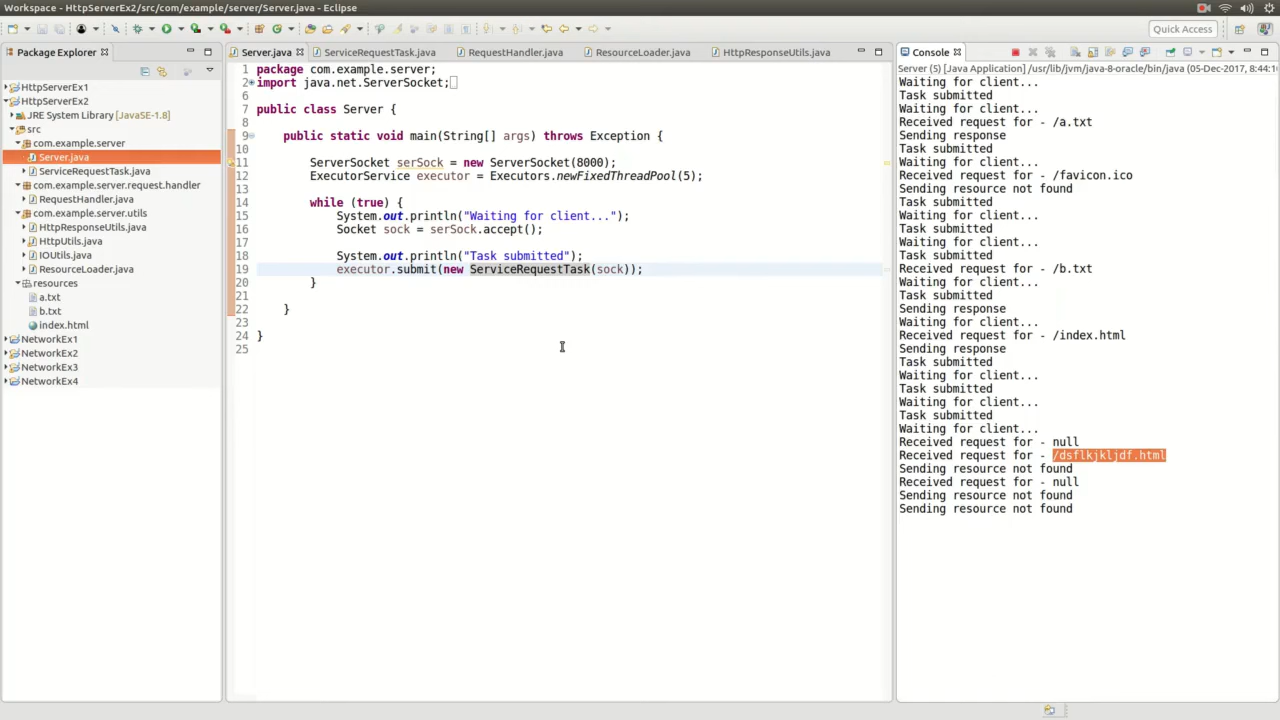 Workspace - HttpServerEx2/src/com/example/server/Server.java - Eclipse
Quick Access
Package Explorer
HttpServerEx1
HttpServerEx2
JRE System Library [JavaSE-1.8]
src
com.example.server
Server.java
ServiceRequestTask.java
com.example.server.request.handler
RequestHandler.java
com.example.server.utils
HttpResponseUtils.java
HttpUtils.java
IOUtils.java
ResourceLoader.java
resources
a.txt
b.txt
index.html
NetworkEx1
NetworkEx2
NetworkEx3
NetworkEx4
Server.java ServiceRequestTask.java RequestHandler.java ResourceLoader.java HttpResponseUtils.java
1 package com.example.server;
2 import java.net.ServerSocket;
6
7 public class Server {
8
9 public static void main(String[] args) throws Exception {
10
11 ServerSocket serSock = new ServerSocket(8000);
12 ExecutorService executor = Executors.newFixedThreadPool(5);
13
14 while (true) {
15 System.out.println("Waiting for client...");
16 Socket sock = serSock.accept();
17
18 System.out.println("Task submitted");
19 executor.submit(new ServiceRequestTask(sock));
20 }
21
22 }
23
24 }
25
Console
Server (5) [Java Application] /usr/lib/jvm/java-8-oracle/bin/java (05-Dec-2017, 8:44:10
Waiting for client...
Task submitted
Waiting for client...
Received request for - /a.txt
Sending response
Task submitted
Waiting for client...
Received request for - /favicon.ico
Sending resource not found
Task submitted
Waiting for client...
Task submitted
Waiting for client...
Received request for - /b.txt
Waiting for client...
Task submitted
Sending response
Waiting for client...
Received request for - /index.html
Sending response
Task submitted
Waiting for client...
Task submitted
Waiting for client...
Task submitted
Waiting for client...
Received request for - null
Received request for - /dsflkjkljdf.html
Sending resource not found
Received request for - null
Sending resource not found
Sending resource not found